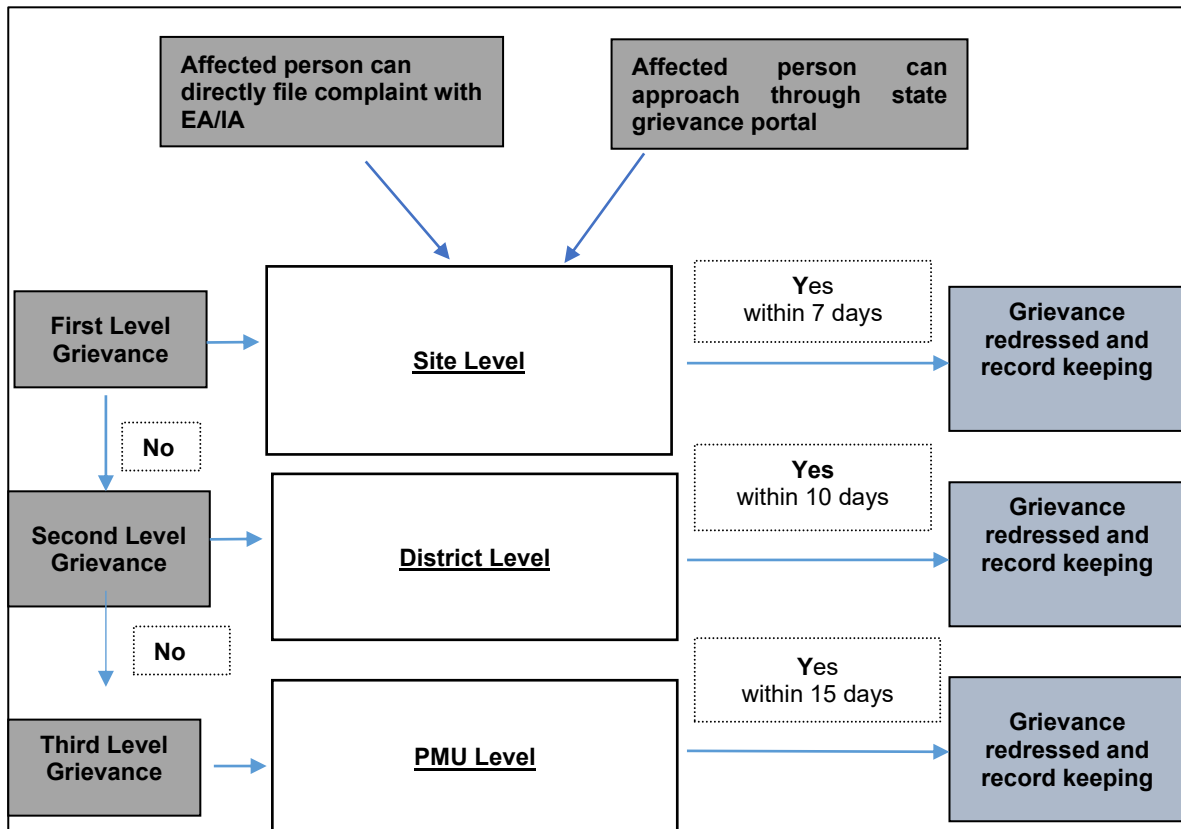 Affected person can
directly file complaint with
EA/IA
Affected person can
approach through state
grievance portal
First Level
Grievance
Site Level
Yes
within 7 days
Grievance
redressed and
record keeping
No
Second Level
Grievance
District Level
Yes
within 10 days
Grievance
redressed and
record keeping
No
Third Level
Grievance
PMU Level
Yes
within 15 days
Grievance
redressed and
record keeping